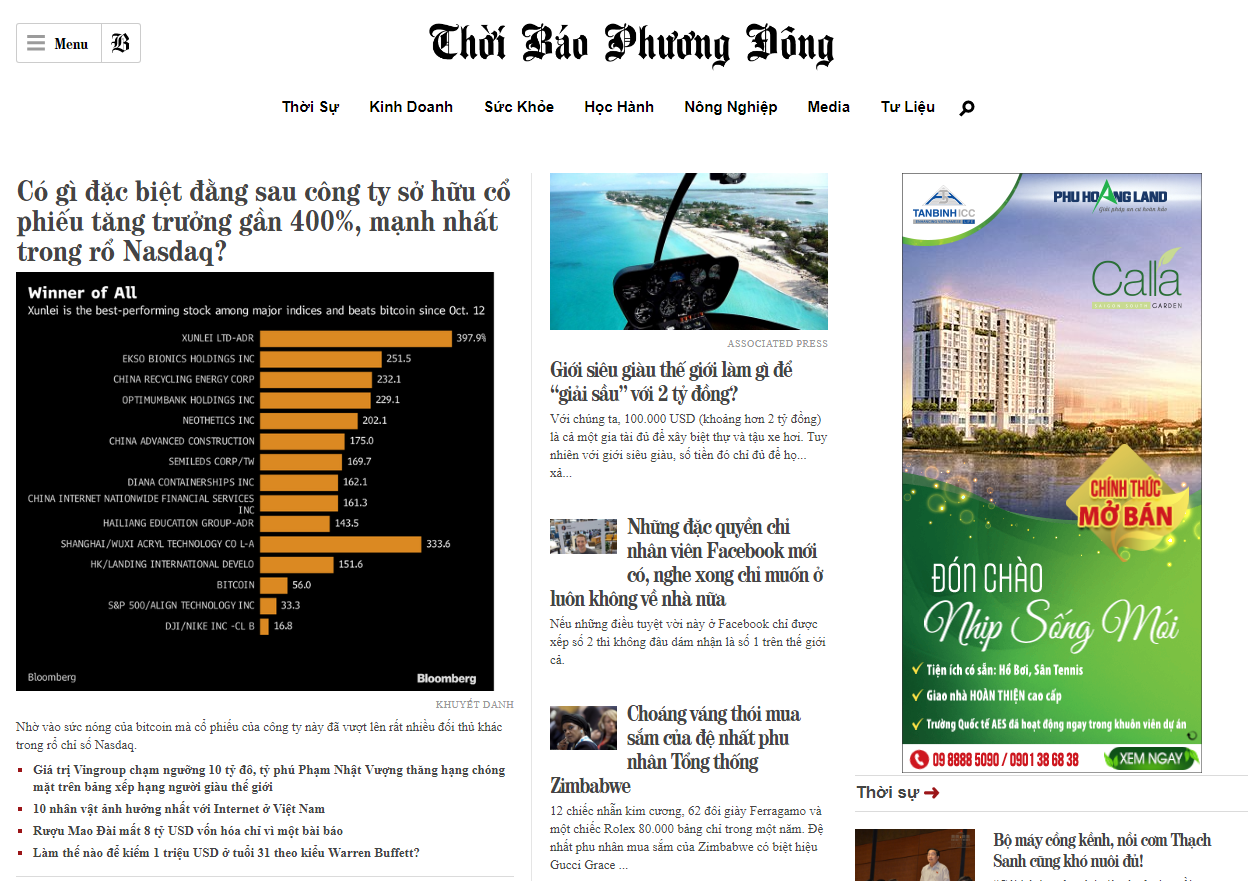 Menu
B
Thời Báo Phương Đông
Thời Sự
Kinh Doanh
Sức Khỏe
Học Hành
Nông Nghiệp
Media
Tư Liệu
Có gì đặc biệt đằng sau công ty sở hữu cổ
phiếu tăng trưởng gần 400%, mạnh nhất
trong rổ Nasdaq?
Winner of All
Xunlei is the best-performing stock among major indices and beats bitcoin since Oct. 12
XUNLEI LTD-ADR 397.9%
EKSO BIONICS HOLDINGS INC 251.5
CHINA RECYCLING ENERGY CORP 232.1
OPTIMUMBANK HOLDINGS INC 229.1
NEOTHETICS INC 202.1
CHINA ADVANCED CONSTRUCTION 175.0
SEMILEDS CORP/TW 169.7
DIANA CONTAINERSHIPS INC 162.1
CHINA INTERNET NATIONWIDE FINANCIAL SERVICES
INC 161.3
HAILIANG EDUCATION GROUP-ADR 143.5
SHANGHAI/WUXI ACRYL TECHNOLOGY CO L-A 333.6
HK/LANDING INTERNATIONAL DEVELO 151.6
BITCOIN 56.0
S&P 500/ALIGN TECHNOLOGY INC 33.3
DJI/NIKE INC -CL B 16.8
Bloomberg
Bloomberg
KHUYẾT DANH
Nhờ vào sức nóng của bitcoin mà cổ phiếu của công ty này đã vượt lên rất nhiều đối thủ khác
trong rổ chỉ số Nasdaq.
Giá trị Vingroup chạm ngưỡng 10 tỷ đô, tỷ phú Phạm Nhật Vượng thăng hạng chóng
mặt trên bảng xếp hạng người giàu thế giới
10 nhân vật ảnh hưởng nhất với Internet ở Việt Nam
Rượu Mao Đài mất 8 tỷ USD vốn hóa chỉ vì một bài báo
Làm thế nào để kiếm 1 triệu USD ở tuổi 31 theo kiểu Warren Buffett?
ASSOCIATED PRESS
Giới siêu giàu thế giới làm gì để
“giải sầu” với 2 tỷ đồng?
Với chúng ta, 100.000 USD (khoảng hơn 2 tỷ đồng)
là cả một gia tài đủ để xây biệt thự và tậu xe hơi. Tuy
nhiên với giới siêu giàu, số tiền đó chỉ đủ để họ...
xả...
Những đặc quyền chỉ
nhân viên Facebook mới
có, nghe xong chỉ muốn ở
luôn không về nhà nữa
Nếu những điều tuyệt vời này ở Facebook chỉ được
xếp số 2 thì không đâu dám nhận là số 1 trên thế giới
cả.
Choáng váng thói mua
sắm của đệ nhất phu
nhân Tổng thống
Zimbabwe
12 chiếc nhẫn kim cương, 62 đôi giày Ferragamo và
một chiếc Rolex 80.000 bảng chỉ trong một năm. Đệ
nhất phu nhân mua sắm của Zimbabwe có biệt hiệu
Gucci Grace ...
TANBINH ICC
PHU HOANG LAND
Giải pháp an cư hoàn hảo
Calla
GARDEN
CHÍNH THỨC
MỞ BÁN
ĐÓN CHÀO
Nhịp Sống Mới
Tiện ích có sẵn: Hồ Bơi, Sân Tennis
Giao nhà HOÀN THIỆN cao cấp
Trường Quốc tế AES đã hoạt động ngay trong khuôn viên dự án
09 8888 5090 / 0901 38 68 38
XEM NGAY
Thời sự
Bộ máy cồng kềnh, nồi cơm Thạch
Sanh cũng khó nuôi đủ!